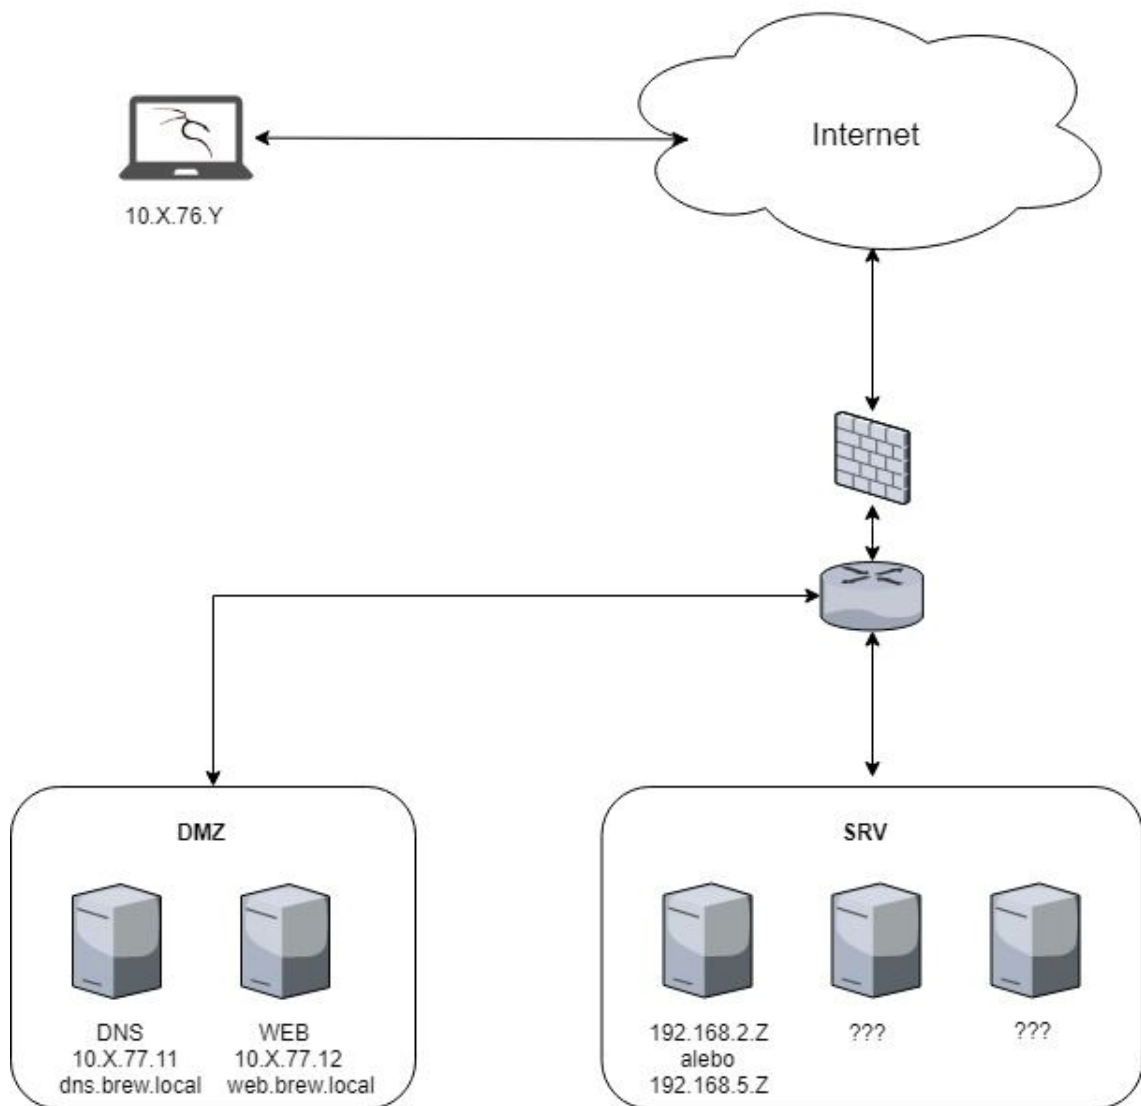 Internet
10.X.76.Y
DMZ
SRV
DNS
10.X.77.11
dns.brew.local
WEB
10.X.77.12
web.brew.local
192.168.2.Z
alebo
192.168.5.Z
???
???